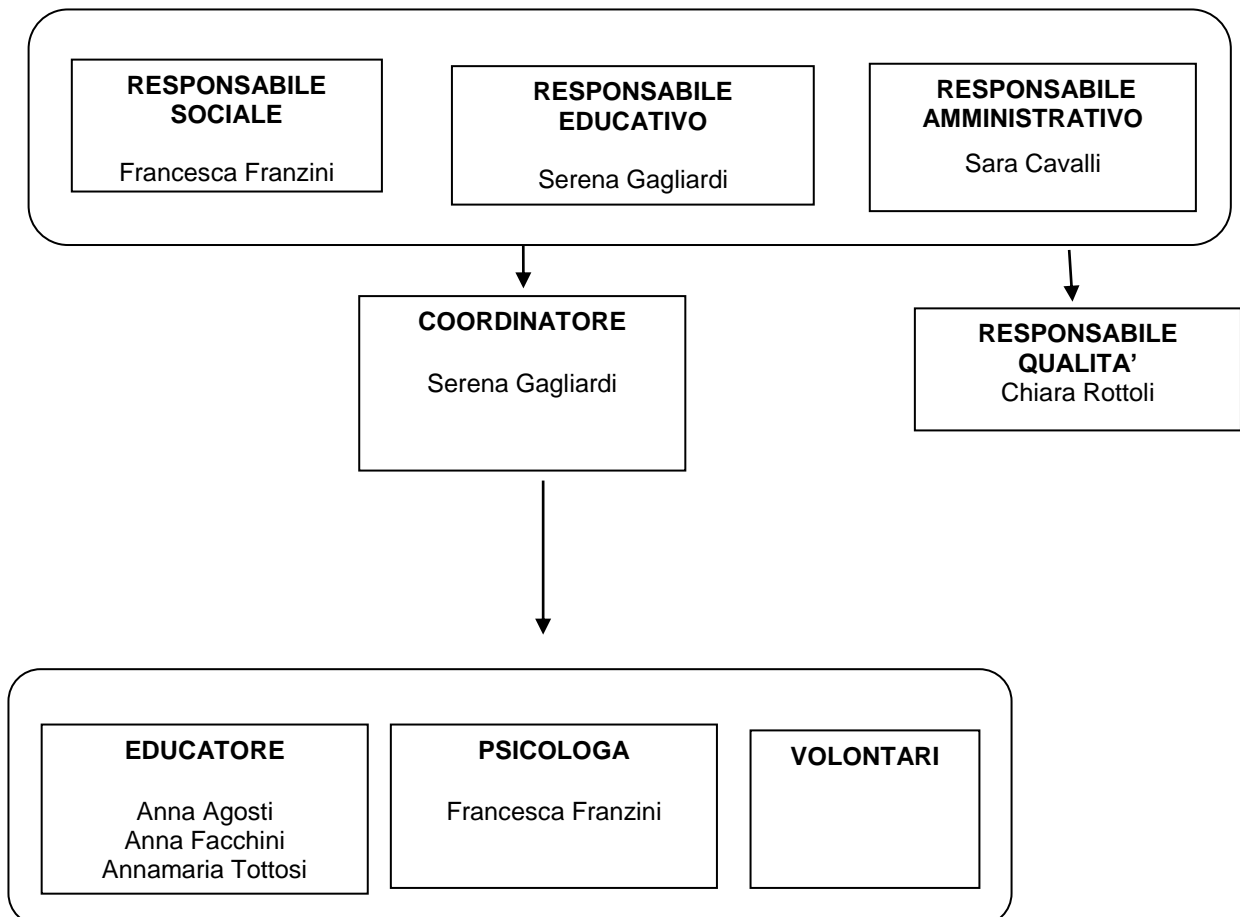 RESPONSABILE
SOCIALE
Francesca Franzini
RESPONSABILE
EDUCATIVO
Serena Gagliardi
RESPONSABILE
AMMINISTRATIVO
Sara Cavalli
COORDINATORE
Serena Gagliardi
RESPONSABILE
QUALITA’
Chiara Rottoli
EDUCATORE
Anna Agosti
Anna Facchini
Annamaria Tottosi
PSICOLOGA
Francesca Franzini
VOLONTARI